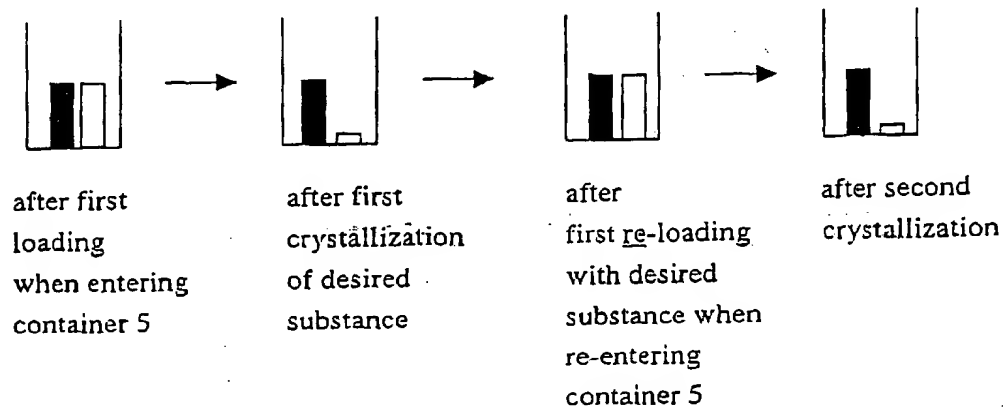 after first
loading
when entering
container 5
after first
crystallization
of desired
substance
after
first re-loading
with desired
substance when
re-entering
container 5
after second
crystallization